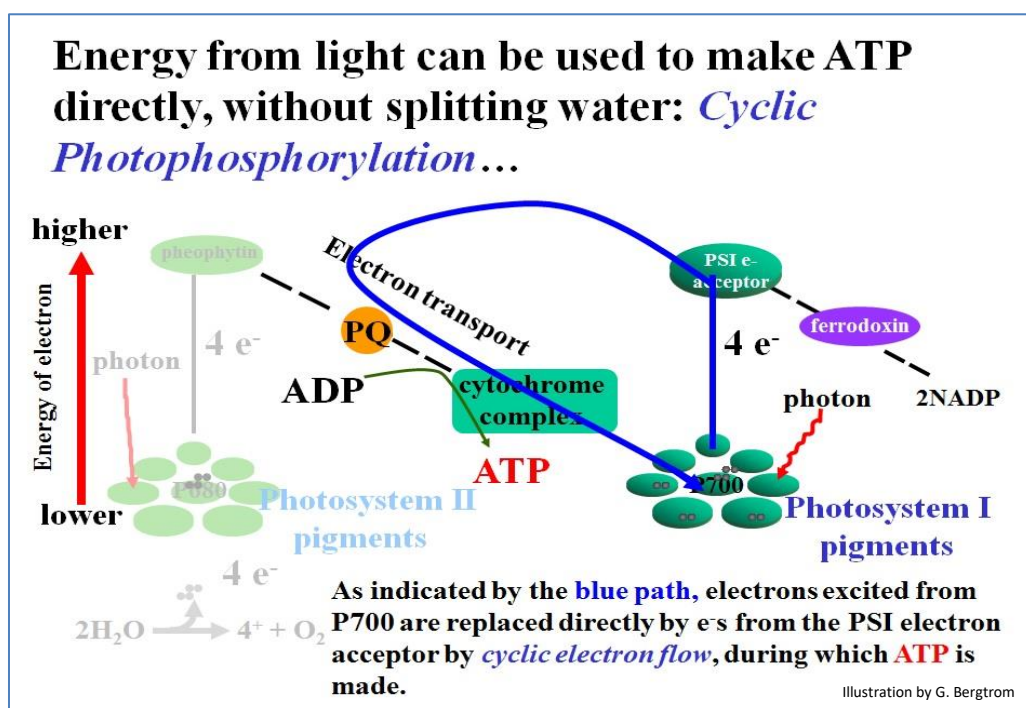 Energy from light can be used to make ATP
directly, without splitting water: Cyclic
Photophosphorylation…
higher
Energy of electron
lower
pheophytin
4 e-
photon
P680
Photosystem II
pigments
4 e-
2H₂O 4⁺ + O₂
Electron transport
PQ
ADP
cytochrome
complex
ATP
PSI e-
acceptor
4 e-
ferrodoxin
photon
2NADP
P700
Photosystem I
pigments
As indicated by the blue path, electrons excited from
P700 are replaced directly by e-s from the PSI electron
acceptor by cyclic electron flow, during which ATP is
made.
Illustration by G. Bergtrom